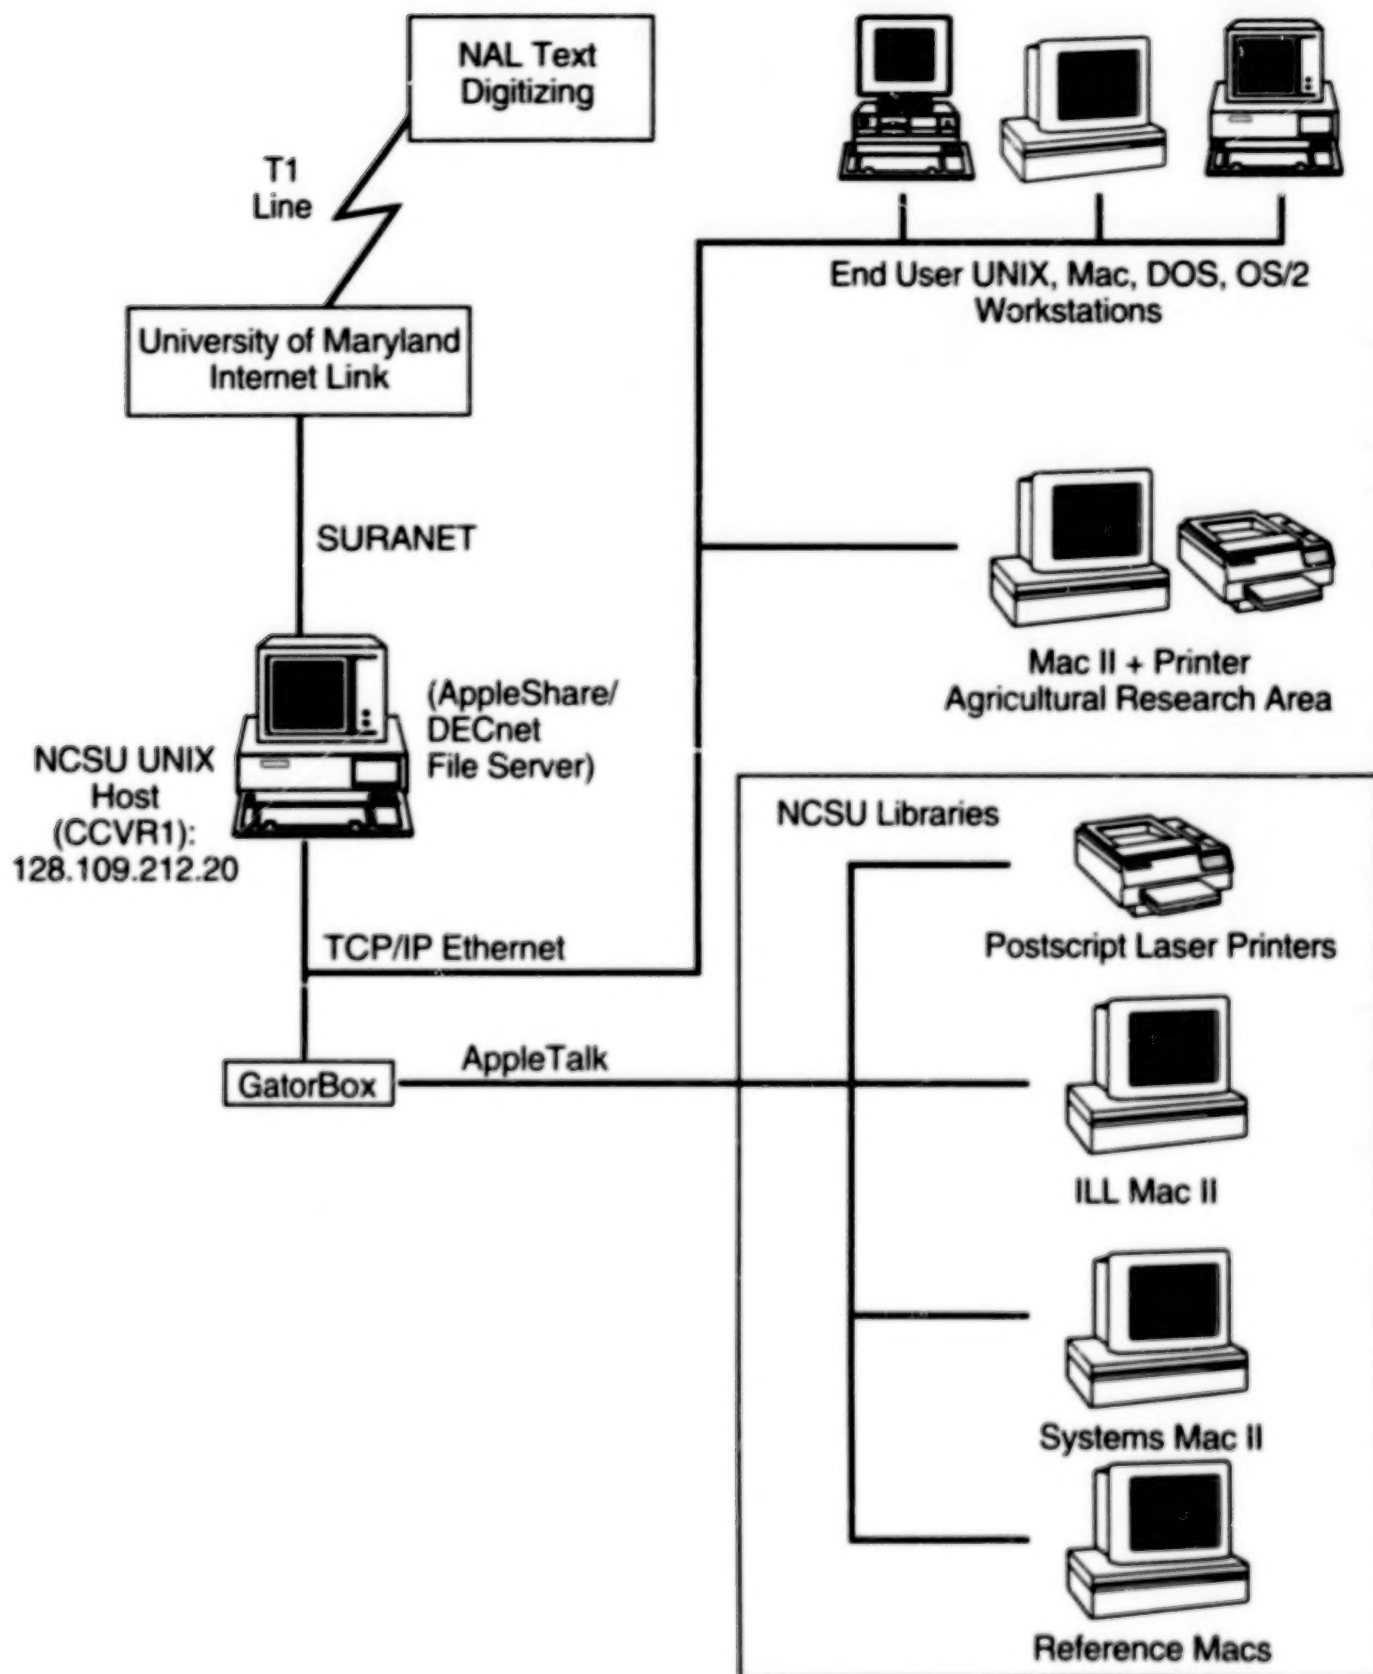 NAL Text
Digitizing
T1
Line
University of Maryland
Internet Link
SURANET
(AppleShare/
DECnet
File Server)
NCSU UNIX
Host
(CCVR1):
128.109.212.20
TCP/IP Ethernet
GatorBox
AppleTalk
End User UNIX, Mac, DOS, OS/2
Workstations
Mac II + Printer
Agricultural Research Area
NCSU Libraries
Postscript Laser Printers
ILL Mac II
Systems Mac II
Reference Macs